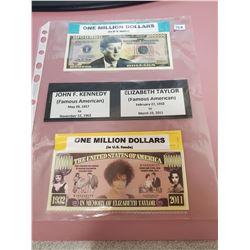 ONE MILLION DOLLARS
(in U.S. funds)
JOHN F. KENNEDY
(Famous American)
May 29, 1917
to
November 22, 1963
ELIZABETH TAYLOR
(Famous American)
February 27, 1932
to
March 23, 2011
ONE MILLION DOLLARS
(in U.S. funds)
THE UNITED STATES OF AMERICA
1932
2011
IN MEMORY OF ELIZABETH TAYLOR